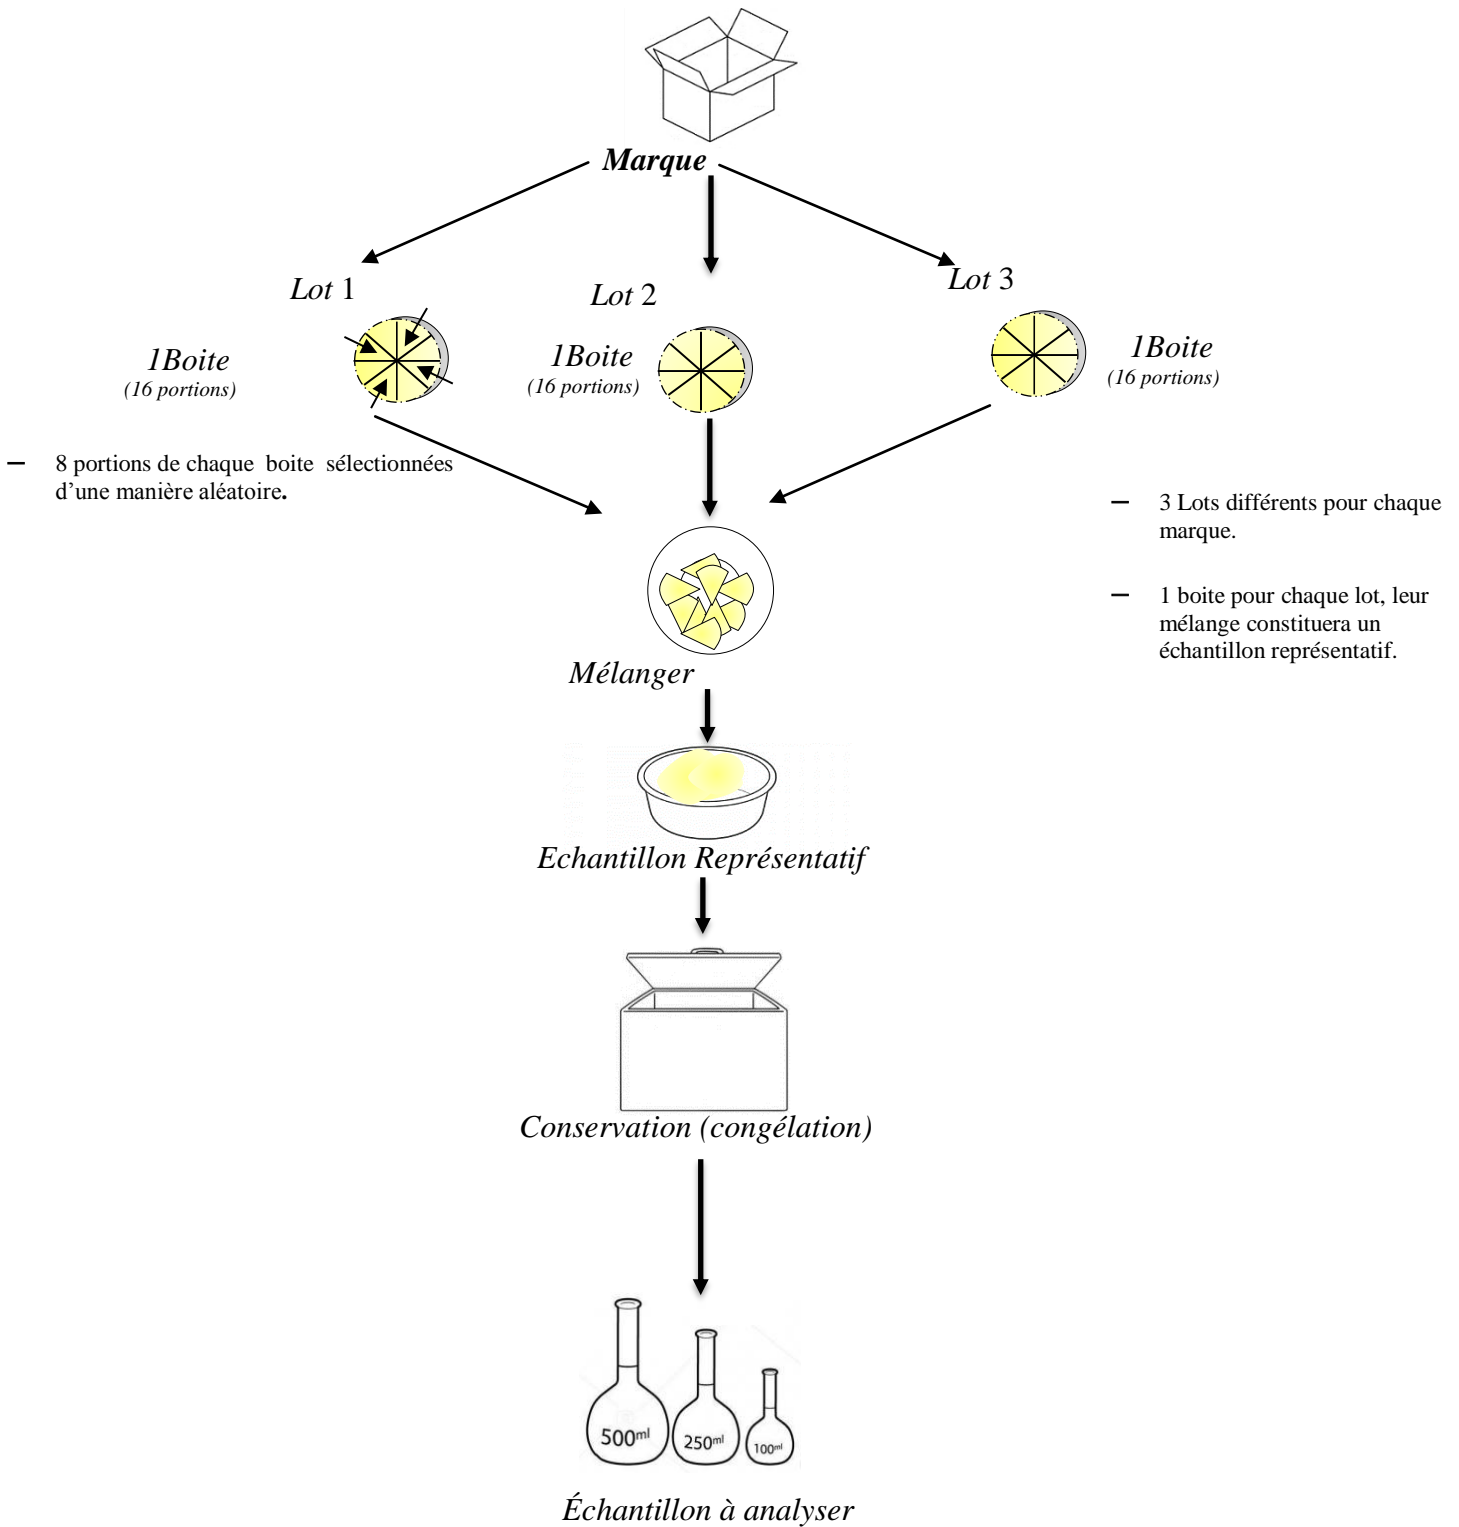 Marque
Lot 1
Lot 2
Lot 3
1Boite
(16 portions)
1Boite
(16 portions)
1Boite
(16 portions)
– 8 portions de chaque boite sélectionnées
d’une manière aléatoire.
– 3 Lots différents pour chaque
marque.
– 1 boite pour chaque lot, leur
mélange constituera un
échantillon représentatif.
Mélanger
Echantillon Représentatif
Conservation (congélation)
500ml
250ml
100ml
Échantillon à analyser